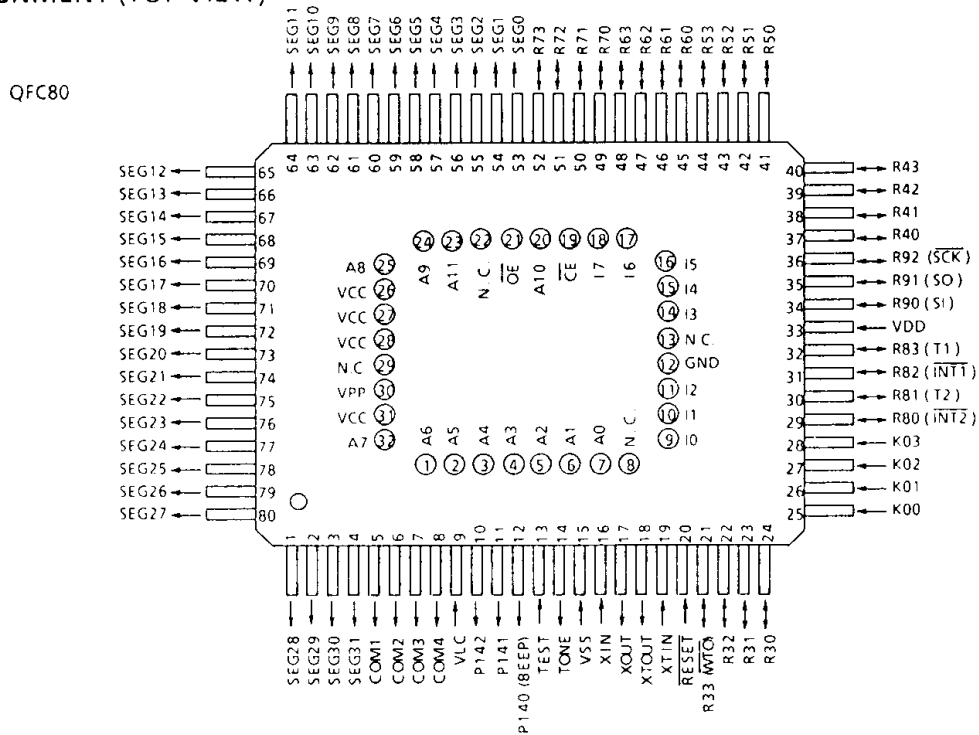 QFC80
SEG11 SEG10 SEG9 SEG8 SEG7 SEG6 SEG5 SEG4 SEG3 SEG2 SEG1 SEG0 R73 R72 R71 R70 R63 R62 R61 R60 R53 R52 R51 R50
64 63 62 61 60 59 58 57 56 55 54 53 52 51 50 49 48 47 46 45 44 43 42 41
SEG12 65 40 R43
SEG13 66 39 R42
SEG14 67 38 R41
SEG15 68 37 R40
SEG16 69 36 R92 (SCK)
SEG17 70 35 R91 (SO)
SEG18 71 34 R90 (SI)
SEG19 72 33 VDD
SEG20 73 32 R83 (T1)
SEG21 74 31 R82 (INT1)
SEG22 75 30 R81 (T2)
SEG23 76 29 R80 (INT2)
SEG24 77 28 K03
SEG25 78 27 K02
SEG26 79 26 K01
SEG27 80 25 K00
24 23 22 21 20 19 18 17
A9 A11 N.C. OE A10 CE I7 I6
A8 25
VCC 26
VCC 27
VCC 28
N.C 29
VPP 30
VCC 31
A7 32
16 I5
15 I4
14 I3
13 N.C.
12 GND
11 I2
10 I1
9 I0
A6 A5 A4 A3 A2 A1 A0 N.C.
1 2 3 4 5 6 7 8
1 2 3 4 5 6 7 8 9 10 11 12 13 14 15 16 17 18 19 20 21 22 23 24
SEG28 SEG29 SEG30 SEG31 COM1 COM2 COM3 COM4 VLC P142 P141 P140 (BEEP) TEST TONE VSS XIN XOUT XTOUT XTIN RESET R33 (WTO) R32 R31 R30